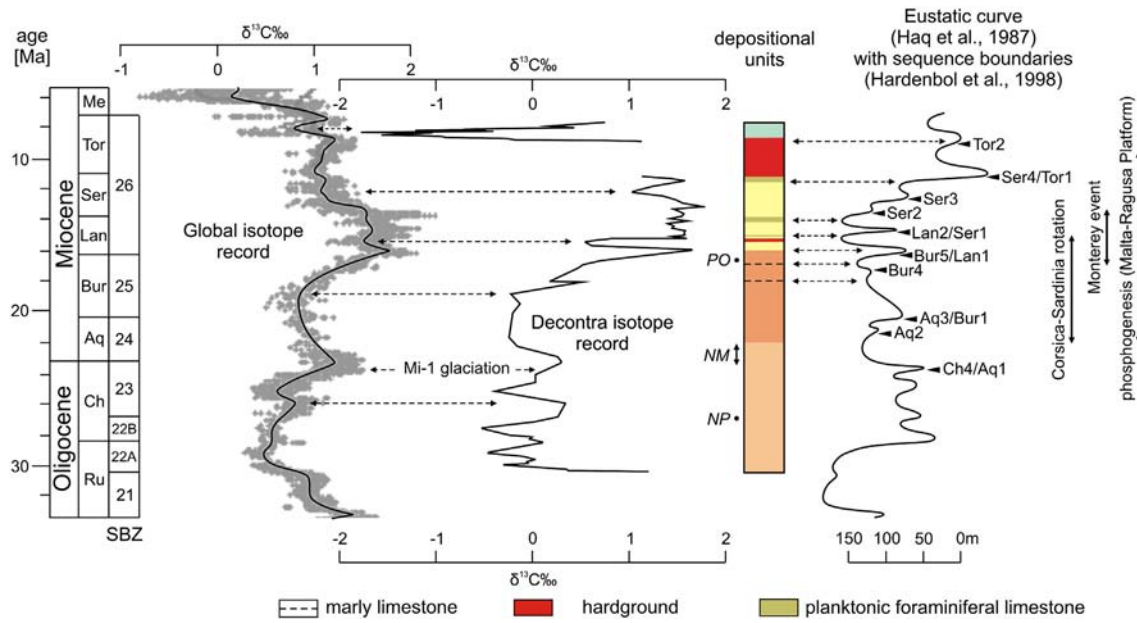 Eustatic curve
(Haq et al., 1987)
with sequence boundaries
(Hardenbol et al., 1998)
depositional
units
age
[Ma]
δ¹³C‰
-1 0 1 2
δ¹³C‰
-2 -1 0 1 2
Me
Tor
Ser
Lan
Bur
Aq
Ch
Ru
Miocene
Oligocene
10
20
30
26
25
24
23
22B
22A
21
SBZ
Global isotope
record
Decontra isotope
record
Mi-1 glaciation
PO
NM
NP
Tor2
Ser4/Tor1
Ser3
Ser2
Lan2/Ser1
Bur5/Lan1
Bur4
Aq3/Bur1
Aq2
Ch4/Aq1
Corsica-Sardinia rotation
Monterey event
phosphogenesis (Malta-Ragusa Platform)
-2 -1 0 1 2
δ¹³C‰
150 100 50 0m
marly limestone
hardground
planktonic foraminiferal limestone